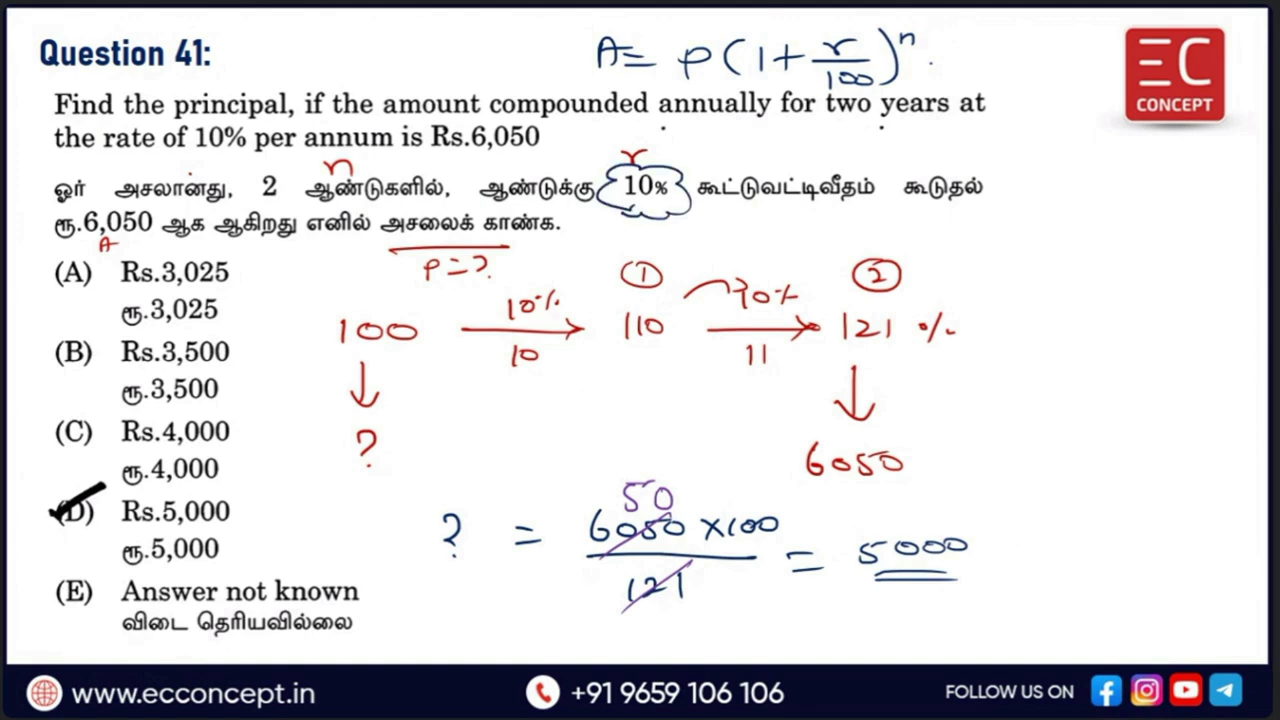 Question 41:
A = P(1 + r/100)^n.
EC
CONCEPT
Find the principal, if the amount compounded annually for two years at
the rate of 10% per annum is Rs.6,050
n
r
ஓர் அசலானது, 2 ஆண்டுகளில், ஆண்டுக்கு 10% கூட்டுவட்டிவீதம் கூடுதல்
ரூ.6,050 ஆக ஆகிறது எனில் அசலைக் காண்க.
A
P = ?
(A) Rs.3,025
ரூ.3,025
(B) Rs.3,500
ரூ.3,500
(C) Rs.4,000
ரூ.4,000
(D) Rs.5,000
ரூ.5,000
(E) Answer not known
விடை தெரியவில்லை
1 2
10% 10%
100 110 121 %
10 11
? 6050
50
? = 6050 x 100 / 121 = 5000
www.ecconcept.in +91 9659 106 106 FOLLOW US ON